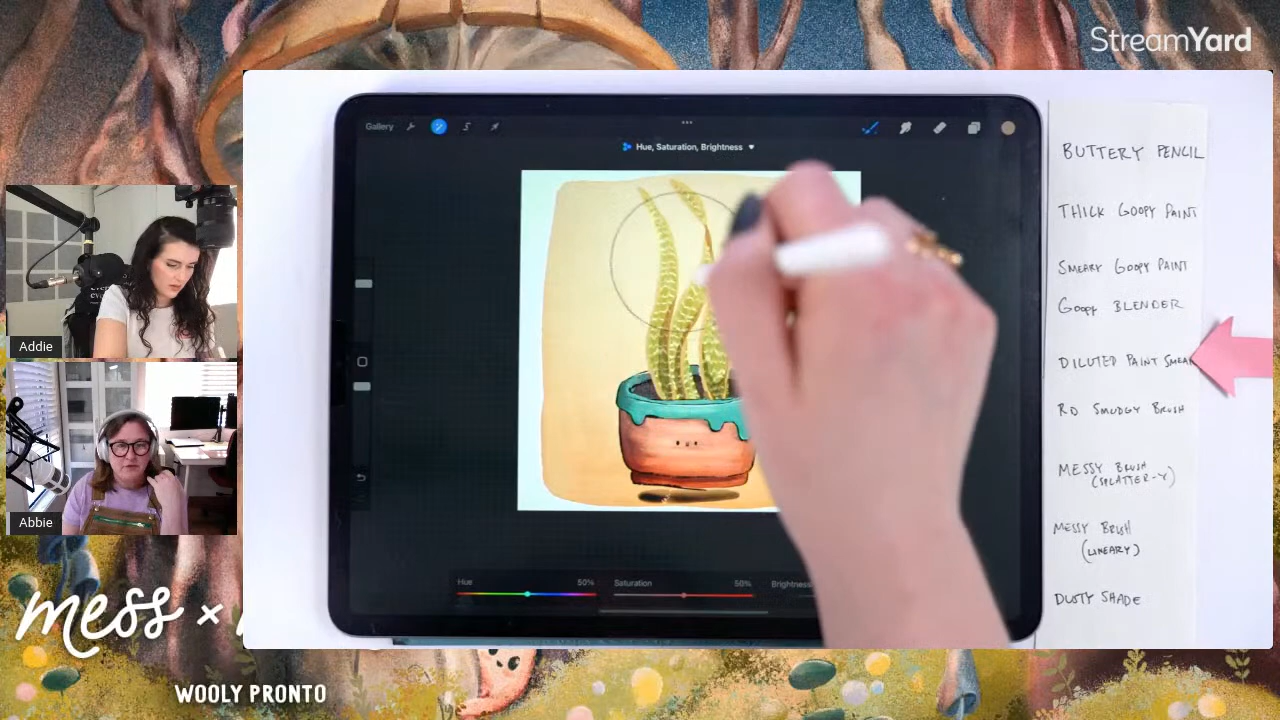 StreamYard
Gallery
Hue, Saturation, Brightness
BUTTERY PENCIL
THICK GOOPY PAINT
SMEARY GOOPY PAINT
GOOPY BLENDER
DILUTED PAINT SMEAR
RD SMUDGY BRUSH
MESSY BRUSH
(SPLATTER-Y)
MESSY BRUSH
(LINEARY)
DUSTY SHADE
Addie
Abbie
Hue 50% Saturation 50% Brightness
mess ×
WOOLY PRONTO